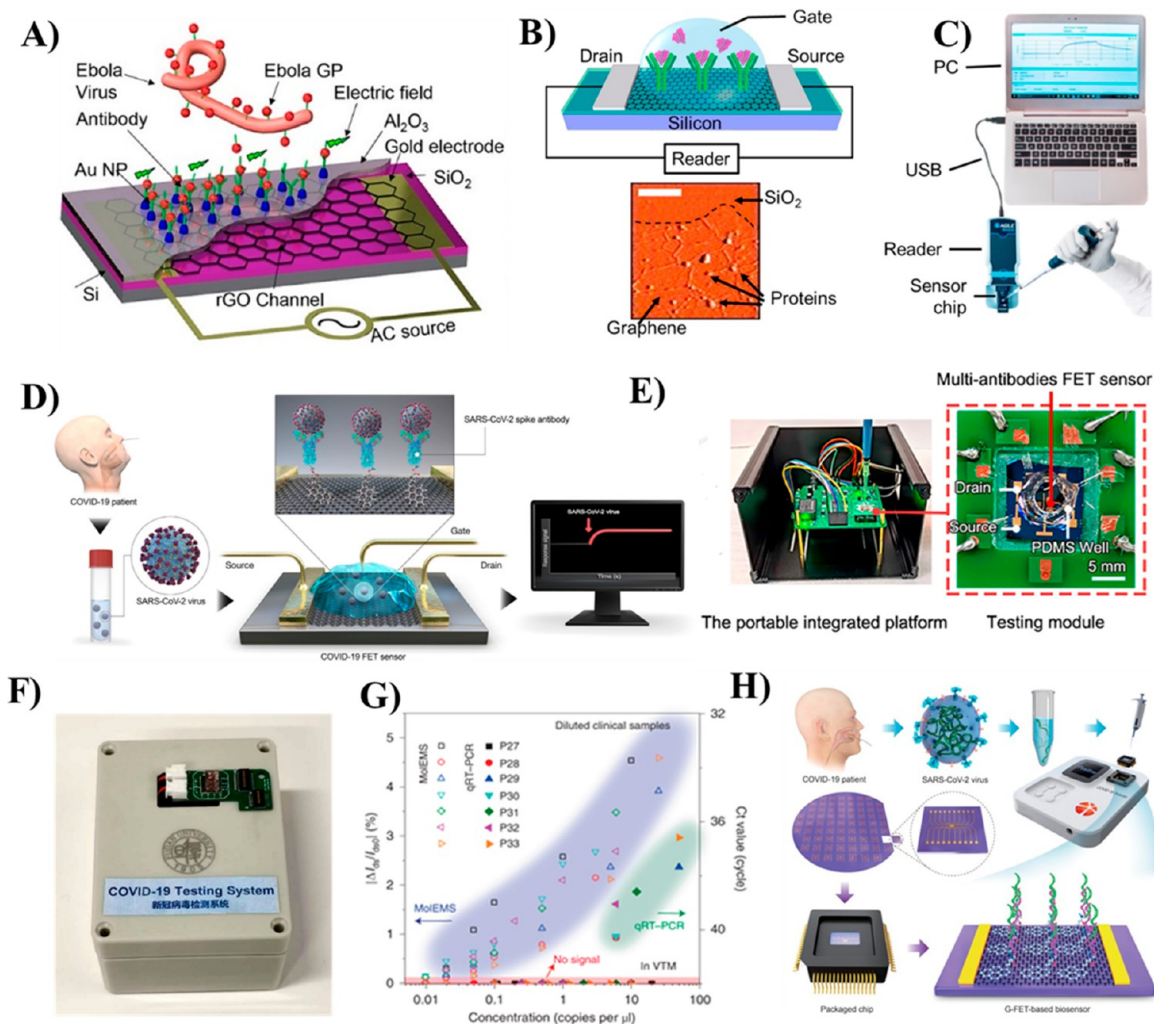 A)
Ebola
Virus
Ebola GP
Antibody
Electric field
Al2O3
Gold electrode
SiO2
Au NP
Si
rGO Channel
AC source
B)
Gate
Drain
Source
Silicon
Reader
SiO2
Proteins
Graphene
C)
PC
USB
Reader
Sensor
chip
D)
COVID-19 patient
SARS-CoV-2 virus
SARS-CoV-2 spike antibody
Source
Gate
Drain
COVID-19 FET sensor
SARS-CoV-2 virus
Response signal
Time (s)
E)
Multi-antibodies FET sensor
Drain
Source
PDMS Well
5 mm
The portable integrated platform
Testing module
F)
COVID-19 Testing System
新冠病毒检测系统
G)
Diluted clinical samples
MolEMS
qRT–PCR
P27
P28
P29
P30
P31
P32
P33
MolEMS
qRT–PCR
No signal
In VTM
|ΔIds/Ids0| (%)
5
4
3
2
1
0
Ct value (cycle)
32
36
40
0.01
0.1
1
10
100
Concentration (copies per μl)
H)
COVID-19 patient
SARS-CoV-2 virus
Packaged chip
G-FET-based biosensor